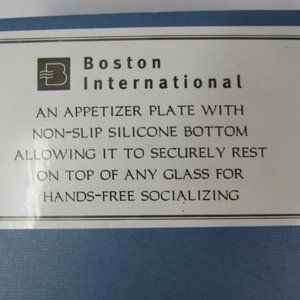 Boston
International
AN APPETIZER PLATE WITH
NON-SLIP SILICONE BOTTOM
ALLOWING IT TO SECURELY REST
ON TOP OF ANY GLASS FOR
HANDS-FREE SOCIALIZING